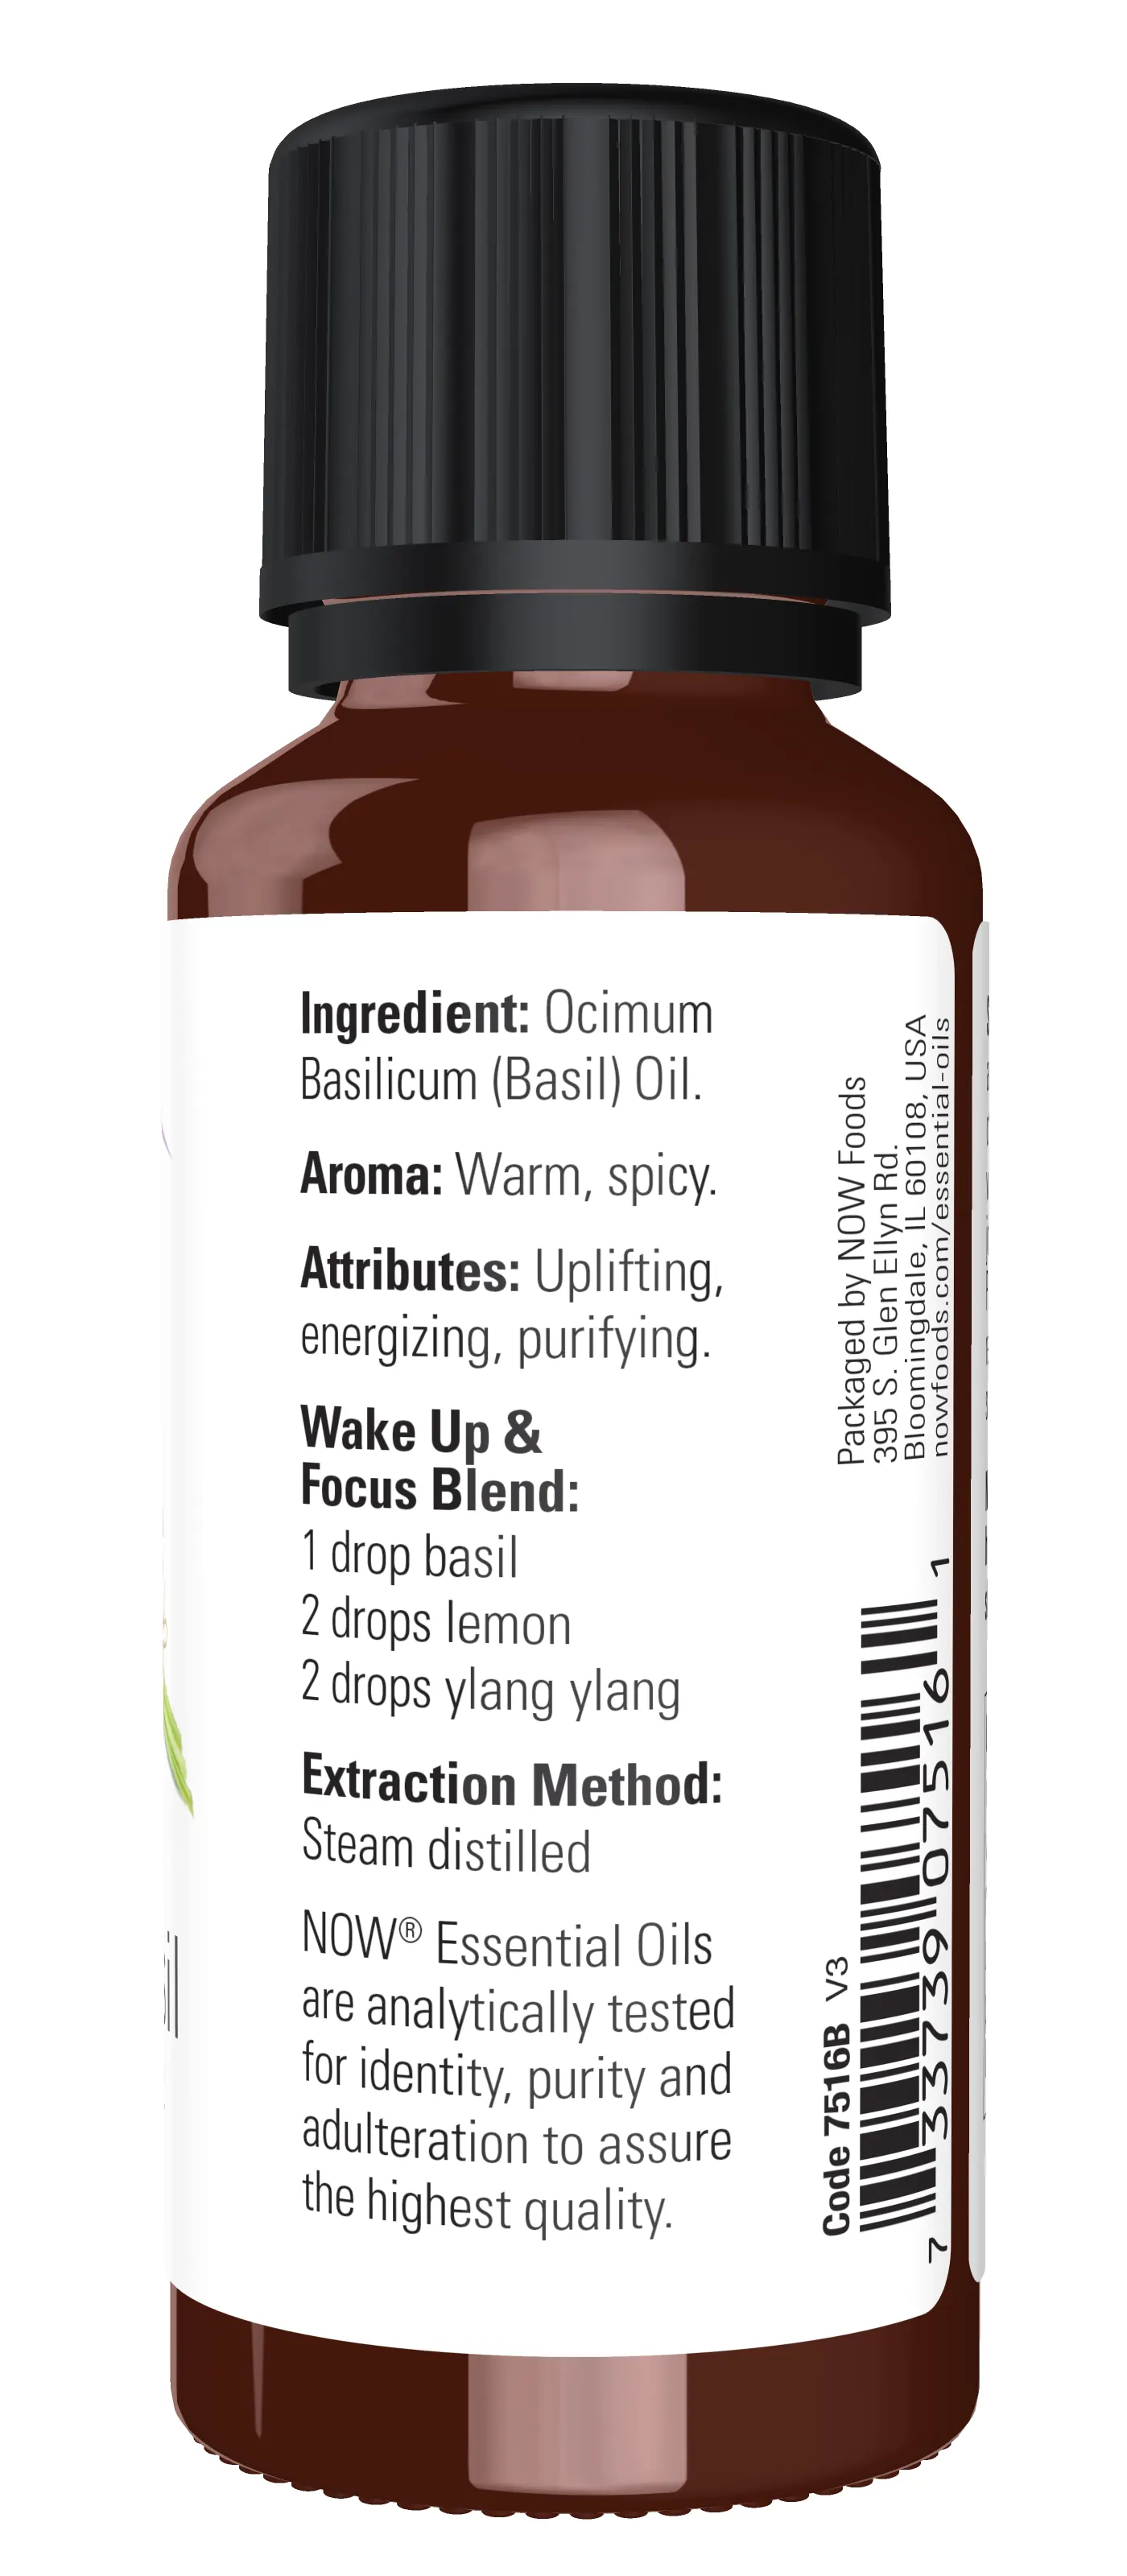 Ingredient: Ocimum
Basilicum (Basil) Oil.
Aroma: Warm, spicy.
Attributes: Uplifting,
energizing, purifying.
Wake Up &
Focus Blend:
1 drop basil
2 drops lemon
2 drops ylang ylang
Extraction Method:
Steam distilled
NOW® Essential Oils
are analytically tested
for identity, purity and
adulteration to assure
the highest quality.
Packaged by NOW Foods
395 S. Glen Ellyn Rd.
Bloomingdale, IL 60108, USA
nowfoods.com/essential-oils
Code 7516B V3
7 33739 07516 1